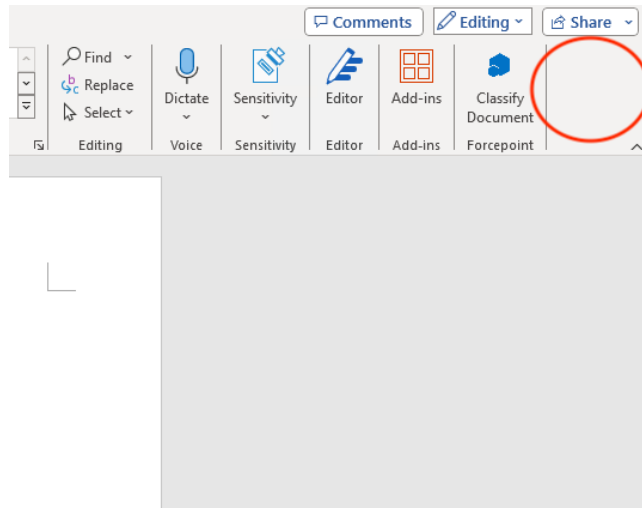 Comments Editing Share
Find
Replace
Select
Dictate
Sensitivity
Editor
Add-ins
Classify
Document
Editing Voice Sensitivity Editor Add-ins Forcepoint